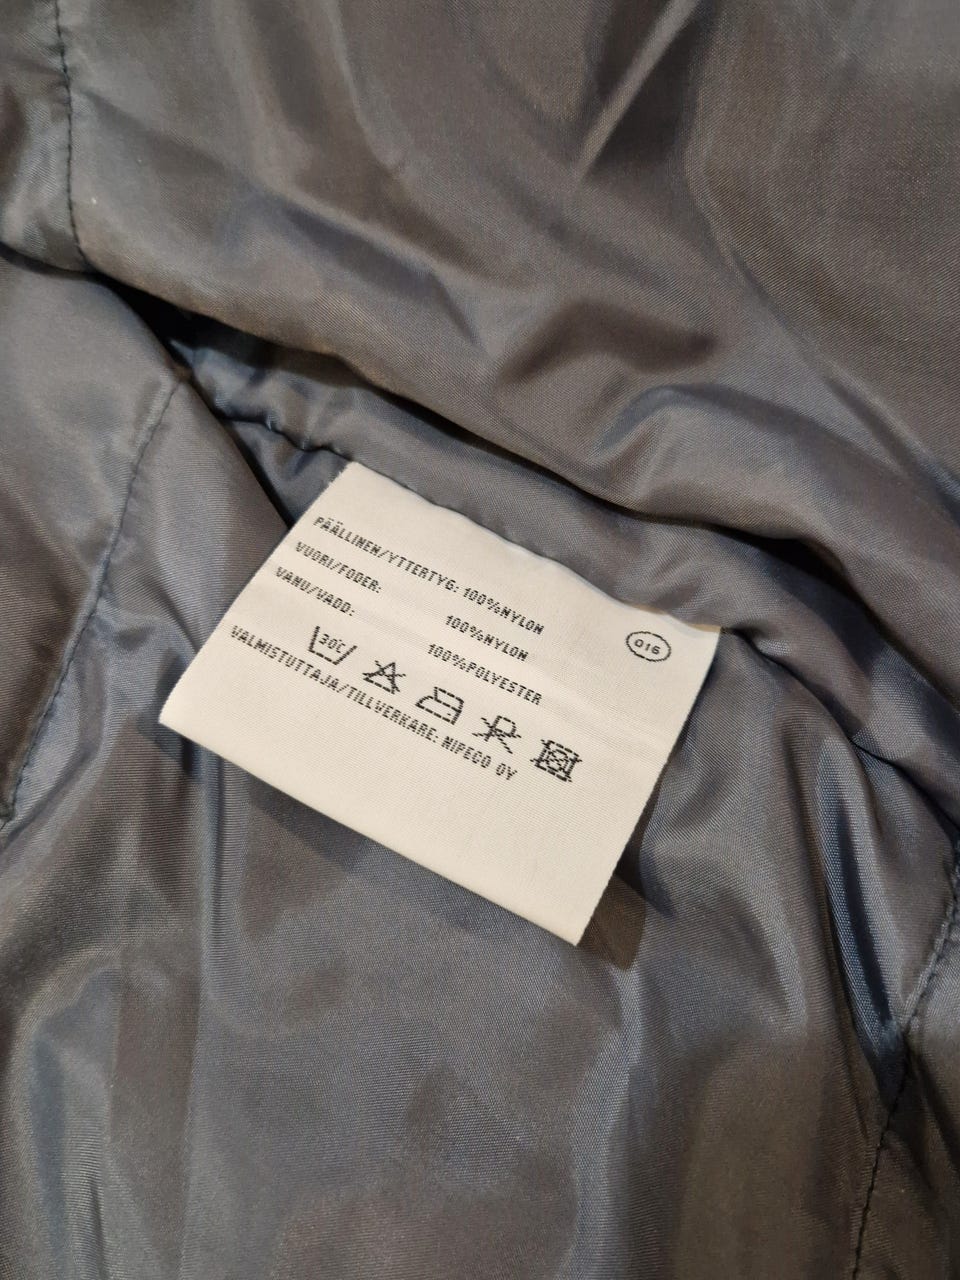 PÄÄLLINEN/YTTERTYG: 100%NYLON
VUORI/FODER: 100%NYLON
VANU/VADD: 100%POLYESTER
30°C
VALMISTUTTAJA/TILLVERKARE: NIPECO OY
016